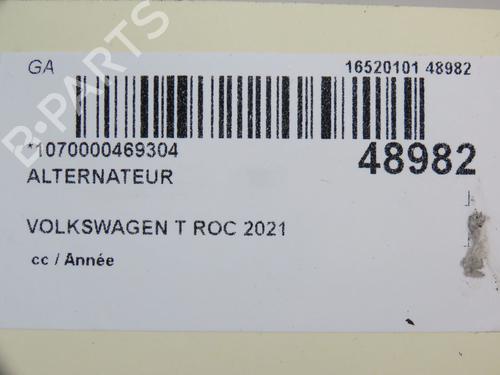 GA
16520101 48982
*1070000469304
48982
ALTERNATEUR
VOLKSWAGEN T ROC 2021
cc / Année
B-PARTS